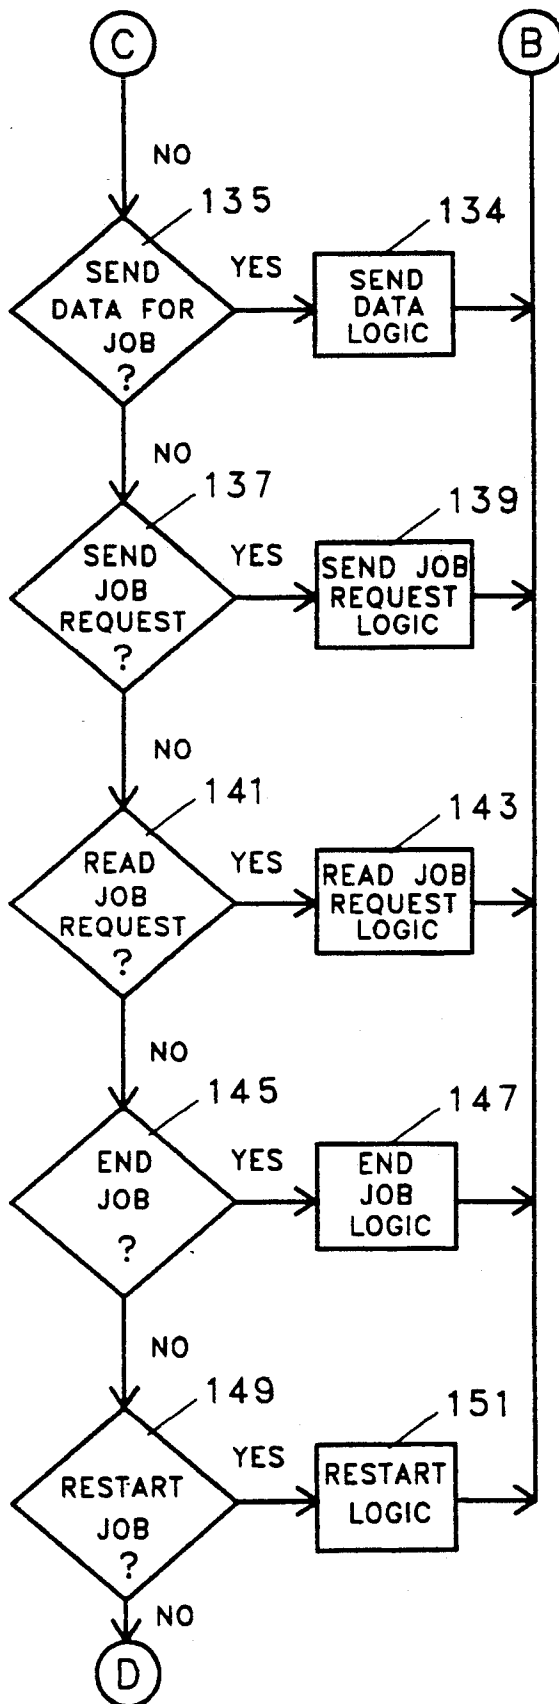 C
B
NO
135
134
SEND
DATA FOR
JOB
?
YES
SEND
DATA
LOGIC
NO
137
139
SEND
JOB
REQUEST
?
YES
SEND JOB
REQUEST
LOGIC
NO
141
143
READ
JOB
REQUEST
?
YES
READ JOB
REQUEST
LOGIC
NO
145
147
END
JOB
?
YES
END
JOB
LOGIC
NO
149
151
RESTART
JOB
?
YES
RESTART
LOGIC
NO
D